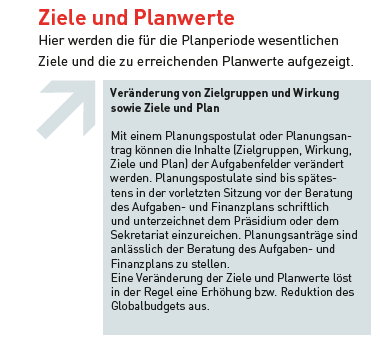 Ziele und Planwerte
Hier werden die für die Planperiode wesentlichen
Ziele und die zu erreichenden Planwerte aufgezeigt.
Veränderung von Zielgruppen und Wirkung
sowie Ziele und Plan
Mit einem Planungspostulat oder Planungsan-
trag können die Inhalte (Zielgruppen, Wirkung,
Ziele und Plan) der Aufgabenfelder verändert
werden. Planungspostulate sind bis spätes-
tens in der vorletzten Sitzung vor der Beratung
des Aufgaben- und Finanzplans schriftlich
und unterzeichnet dem Präsidium oder dem
Sekretariat einzureichen. Planungsanträge sind
anlässlich der Beratung des Aufgaben- und
Finanzplans zu stellen.
Eine Veränderung der Ziele und Planwerte löst
in der Regel eine Erhöhung bzw. Reduktion des
Globalbudgets aus.